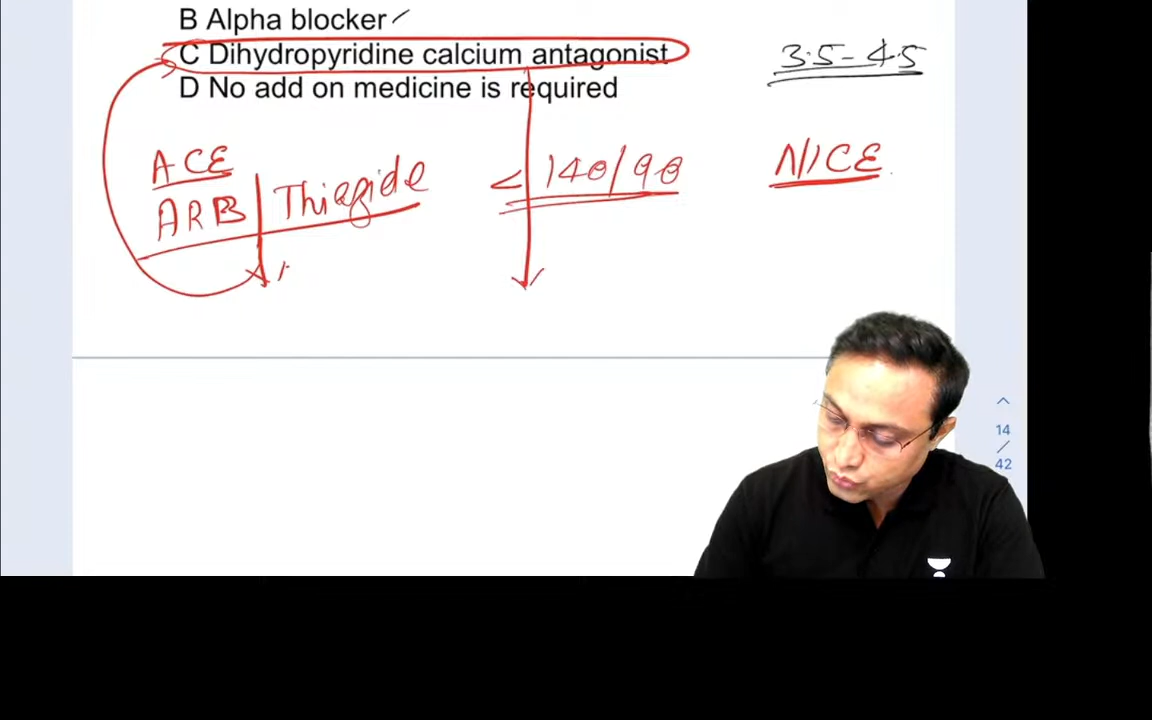 B Alpha blocker
C Dihydropyridine calcium antagonist
3.5-4.5
D No add on medicine is required
ACE
ARB
Thiazide
< 140/90
NICE
14
/
42